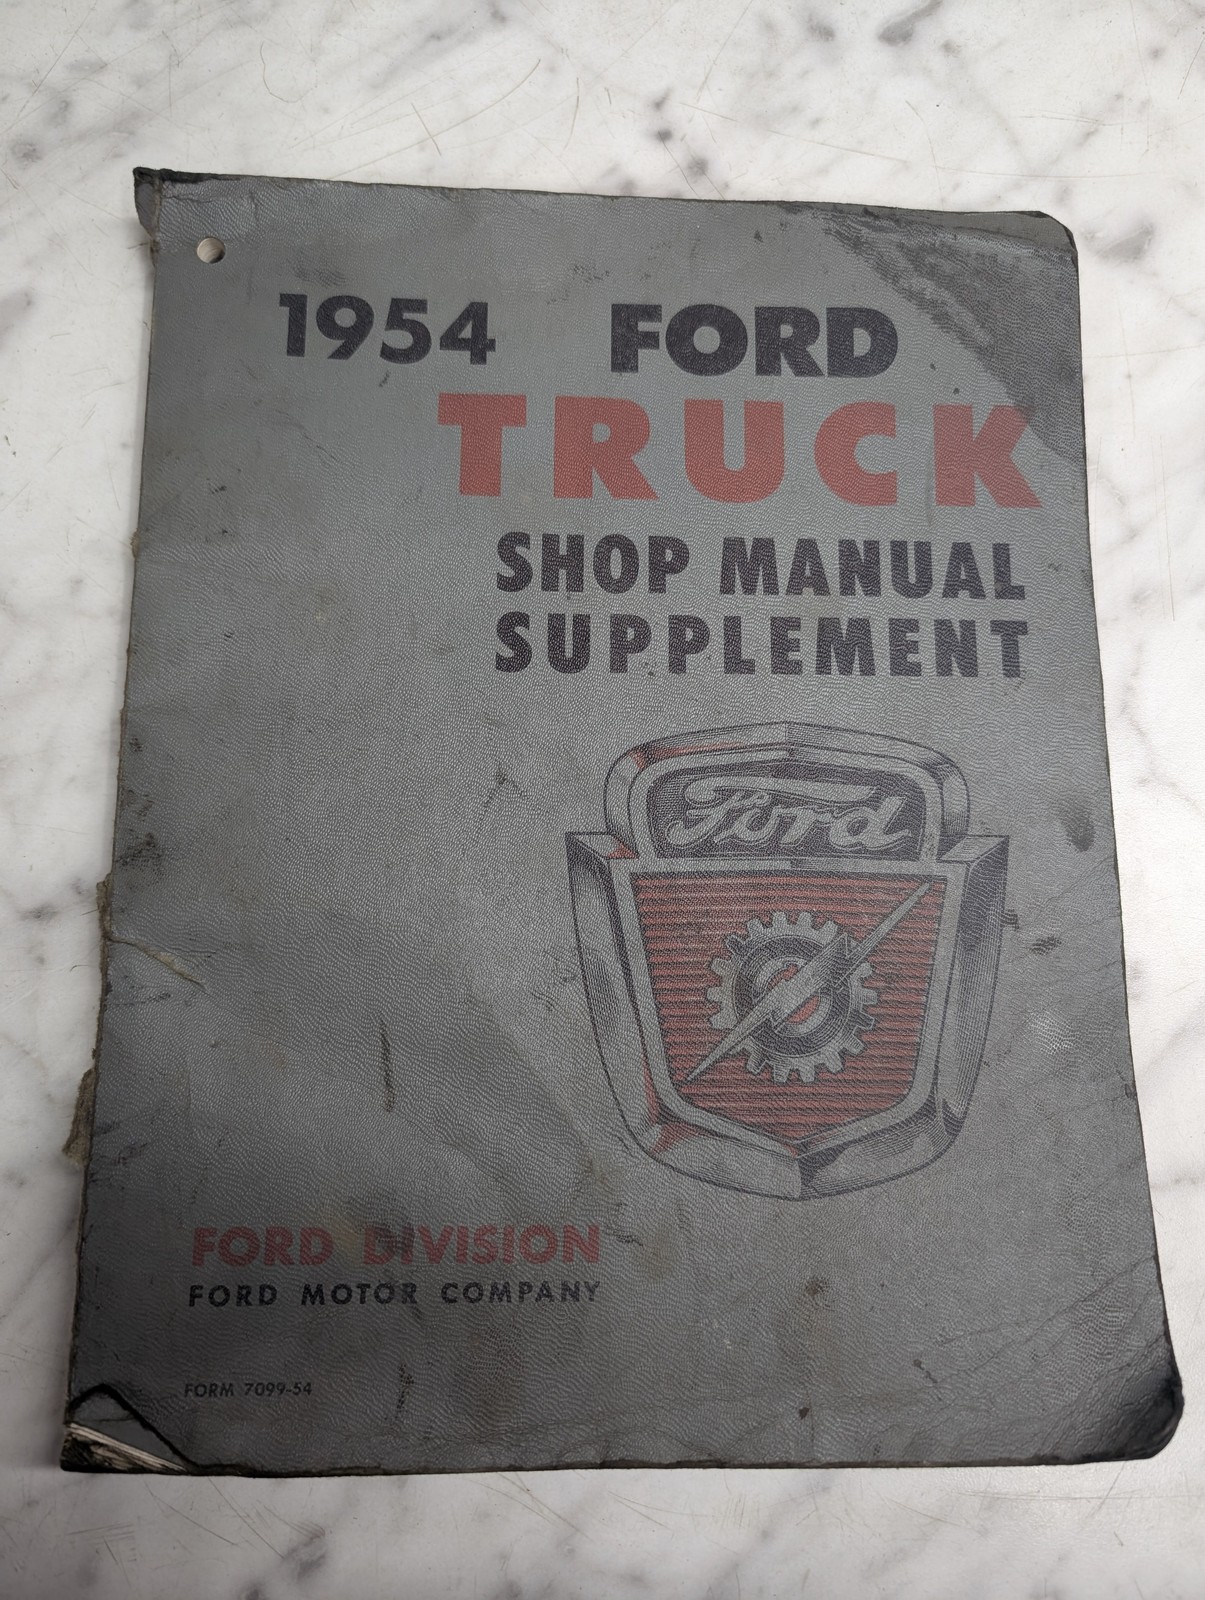 1954 FORD
TRUCK
SHOP MANUAL
SUPPLEMENT
Ford
FORD DIVISION
FORD MOTOR COMPANY
FORM 7099-54